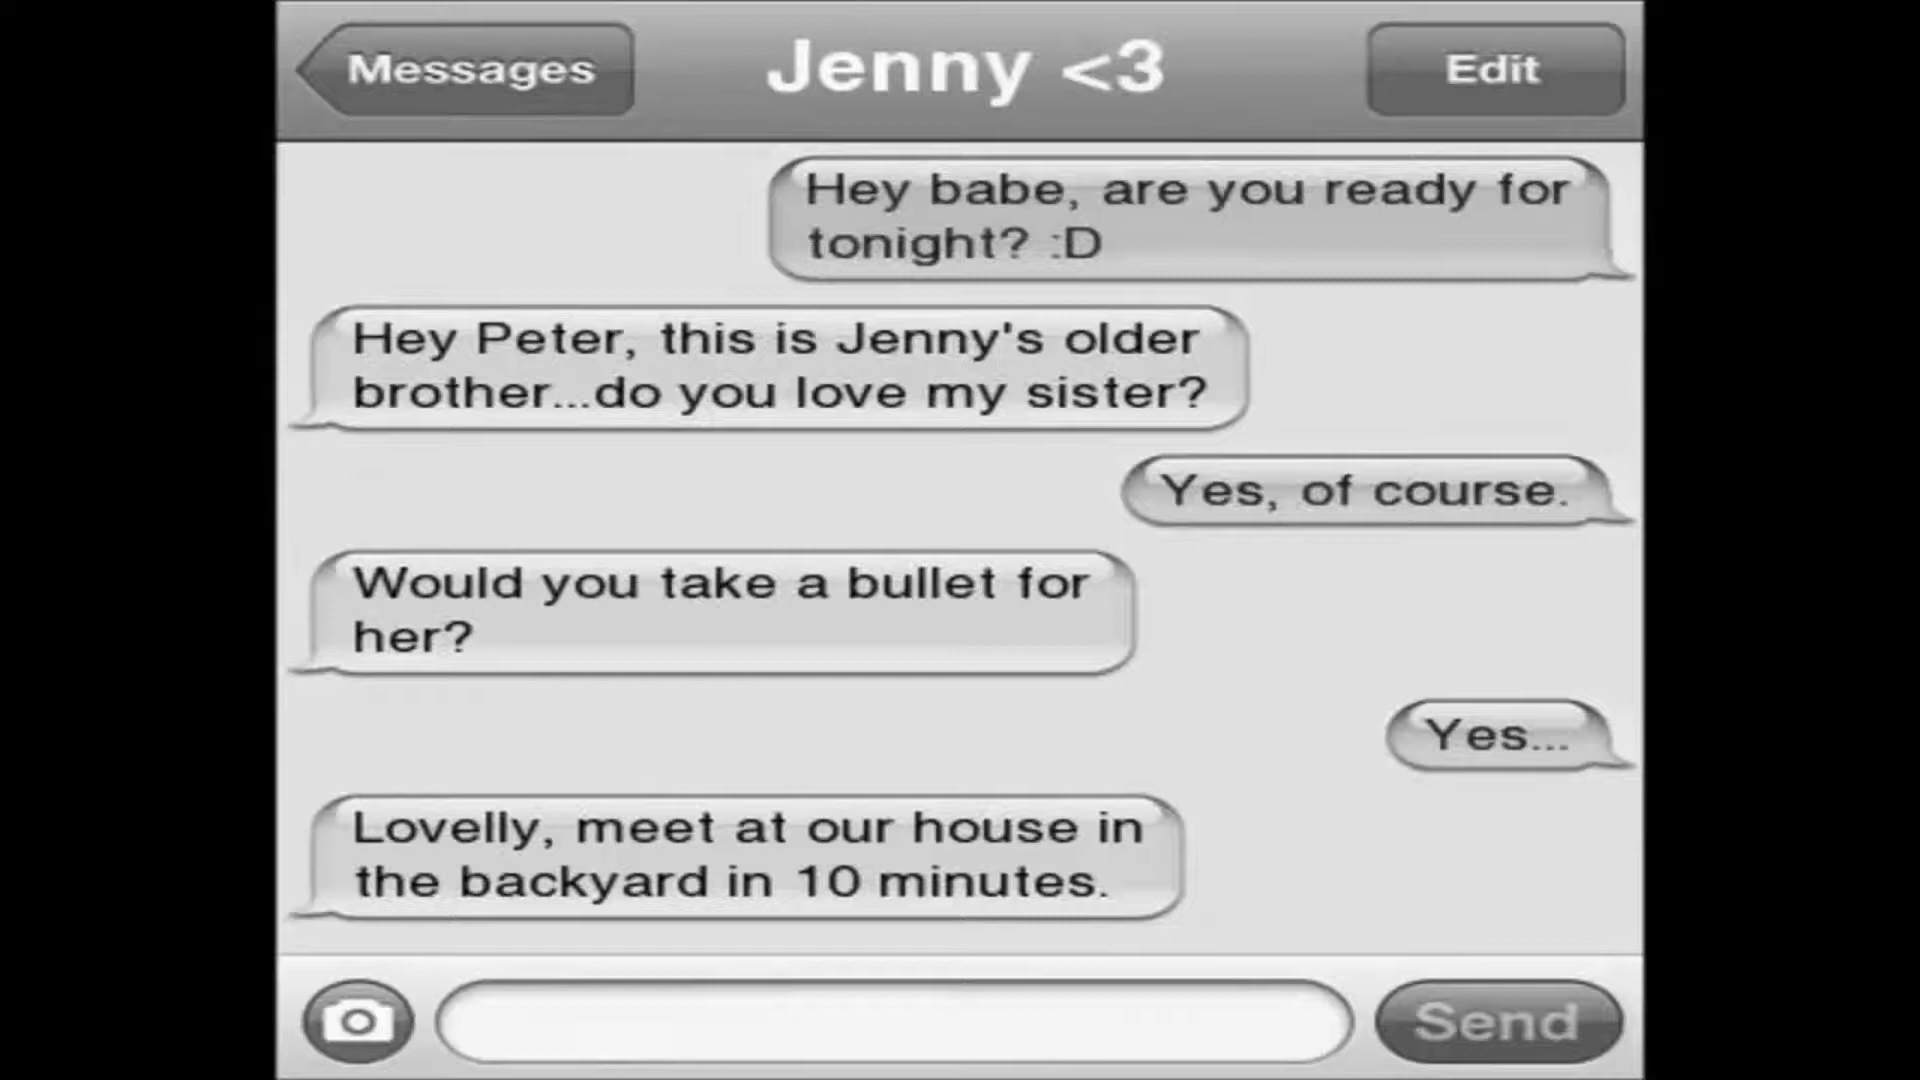 Messages
Jenny <3
Edit
Hey babe, are you ready for
tonight? :D
Hey Peter, this is Jenny's older
brother...do you love my sister?
Yes, of course.
Would you take a bullet for
her?
Yes...
Lovelly, meet at our house in
the backyard in 10 minutes.
Send